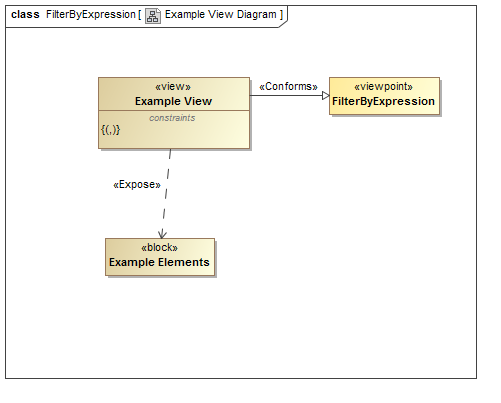 class FilterByExpression [ Example View Diagram ]
«view»
Example View
constraints
{(,)}
«Conforms»
«viewpoint»
FilterByExpression
«Expose»
«block»
Example Elements